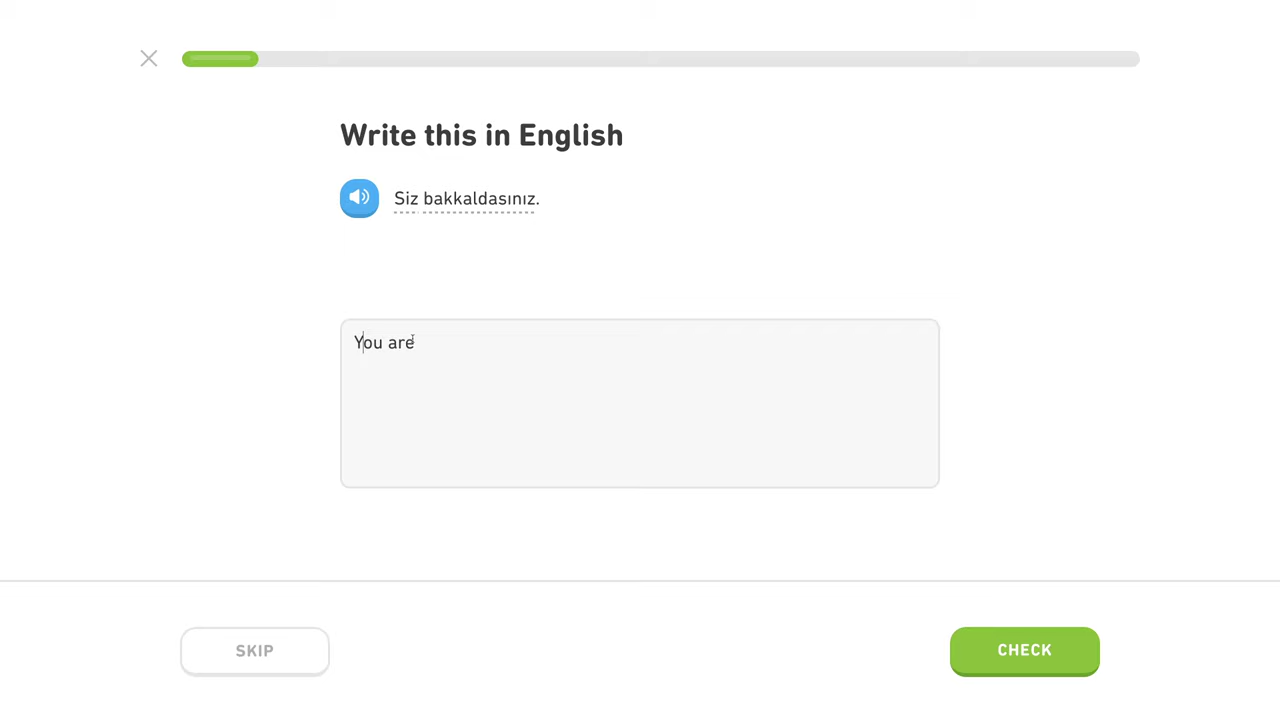 Write this in English
Siz bakkaldasınız.
You are
SKIP
CHECK